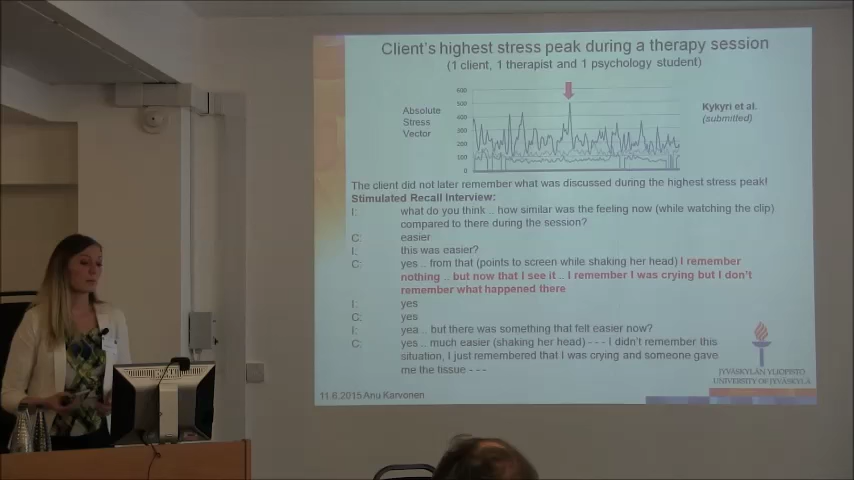 Client's highest stress peak during a therapy session
(1 client, 1 therapist and 1 psychology student)
600
500
400
300
200
100
0
Absolute
Stress
Vector
Kykyri et al.
(submitted)
The client did not later remember what was discussed during the highest stress peak!
Stimulated Recall Interview:
I: what do you think .. how similar was the feeling now (while watching the clip)
compared to there during the session?
C: easier
I: this was easier?
C: yes .. from that (points to screen while shaking her head) I remember
nothing .. but now that I see it .. I remember I was crying but I don't
remember what happened there
I: yes
C: yes
I: yea .. but there was something that felt easier now?
C: yes .. much easier (shaking her head) - - - I didn't remember this
situation, I just remembered that I was crying and someone gave
me the tissue - - -
JYVÄSKYLÄN YLIOPISTO
UNIVERSITY OF JYVÄSKYLÄ
11.6.2015 Anu Karvonen